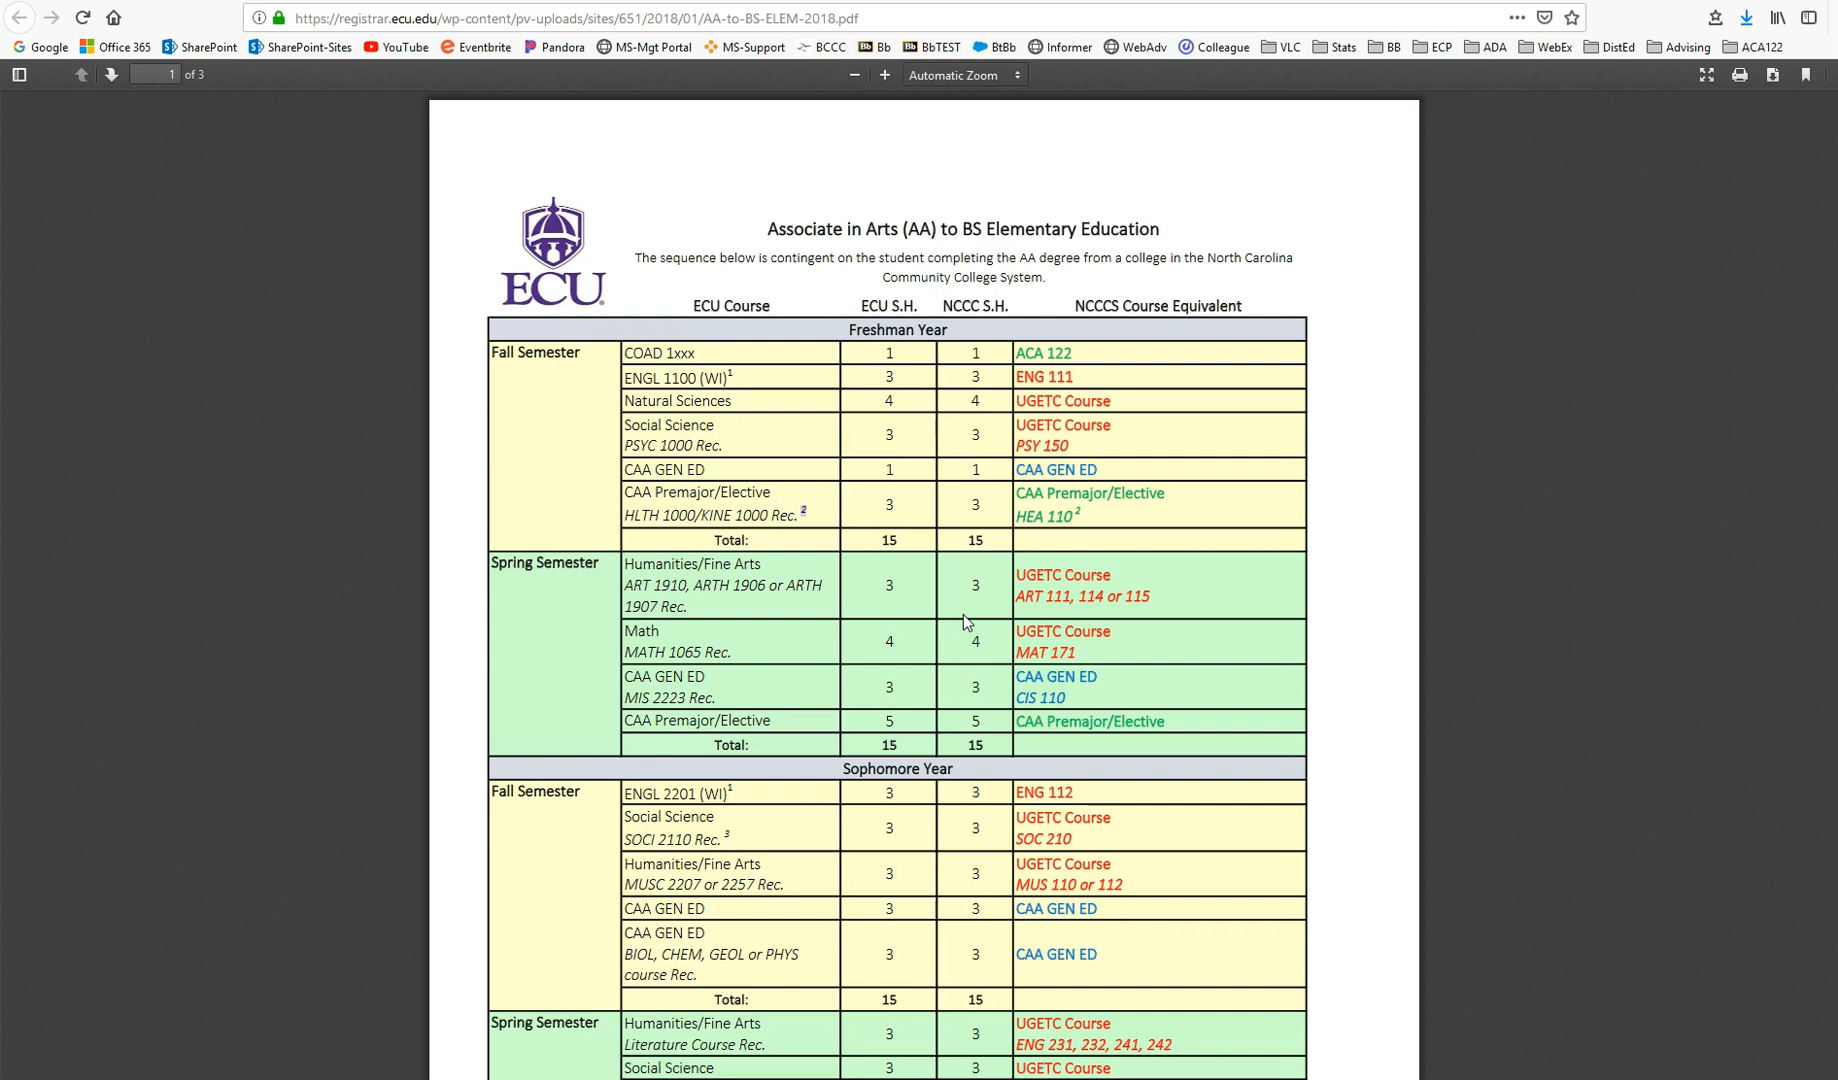 https://registrar.ecu.edu/wp-content/pv-uploads/sites/651/2018/01/AA-to-BS-ELEM-2018.pdf
Google Office 365 SharePoint SharePoint-Sites YouTube Eventbrite Pandora MS-Mgt Portal MS-Support BCCC Bb BbTEST BtBb Informer WebAdv Colleague VLC Stats BB ECP ADA WebEx DistEd Advising ACA122
1 of 3 Automatic Zoom
ECU
Associate in Arts (AA) to BS Elementary Education
The sequence below is contingent on the student completing the AA degree from a college in the North Carolina
Community College System.
ECU Course ECU S.H. NCCC S.H. NCCCS Course Equivalent
Freshman Year
Fall Semester COAD 1xxx 1 1 ACA 122
ENGL 1100 (WI)1 3 3 ENG 111
Natural Sciences 4 4 UGETC Course
Social Science UGETC Course
PSYC 1000 Rec. 3 3 PSY 150
CAA GEN ED 1 1 CAA GEN ED
CAA Premajor/Elective CAA Premajor/Elective
HLTH 1000/KINE 1000 Rec. 2 3 3 HEA 110 2
Total: 15 15
Spring Semester Humanities/Fine Arts UGETC Course
ART 1910, ARTH 1906 or ARTH 3 3 ART 111, 114 or 115
1907 Rec.
Math UGETC Course
MATH 1065 Rec. 4 4 MAT 171
CAA GEN ED CAA GEN ED
MIS 2223 Rec. 3 3 CIS 110
CAA Premajor/Elective 5 5 CAA Premajor/Elective
Total: 15 15
Sophomore Year
Fall Semester ENGL 2201 (WI)1 3 3 ENG 112
Social Science UGETC Course
SOCI 2110 Rec. 3 3 3 SOC 210
Humanities/Fine Arts UGETC Course
MUSC 2207 or 2257 Rec. 3 3 MUS 110 or 112
CAA GEN ED 3 3 CAA GEN ED
CAA GEN ED
BIOL, CHEM, GEOL or PHYS 3 3 CAA GEN ED
course Rec.
Total: 15 15
Spring Semester Humanities/Fine Arts UGETC Course
Literature Course Rec. 3 3 ENG 231, 232, 241, 242
Social Science 3 3 UGETC Course